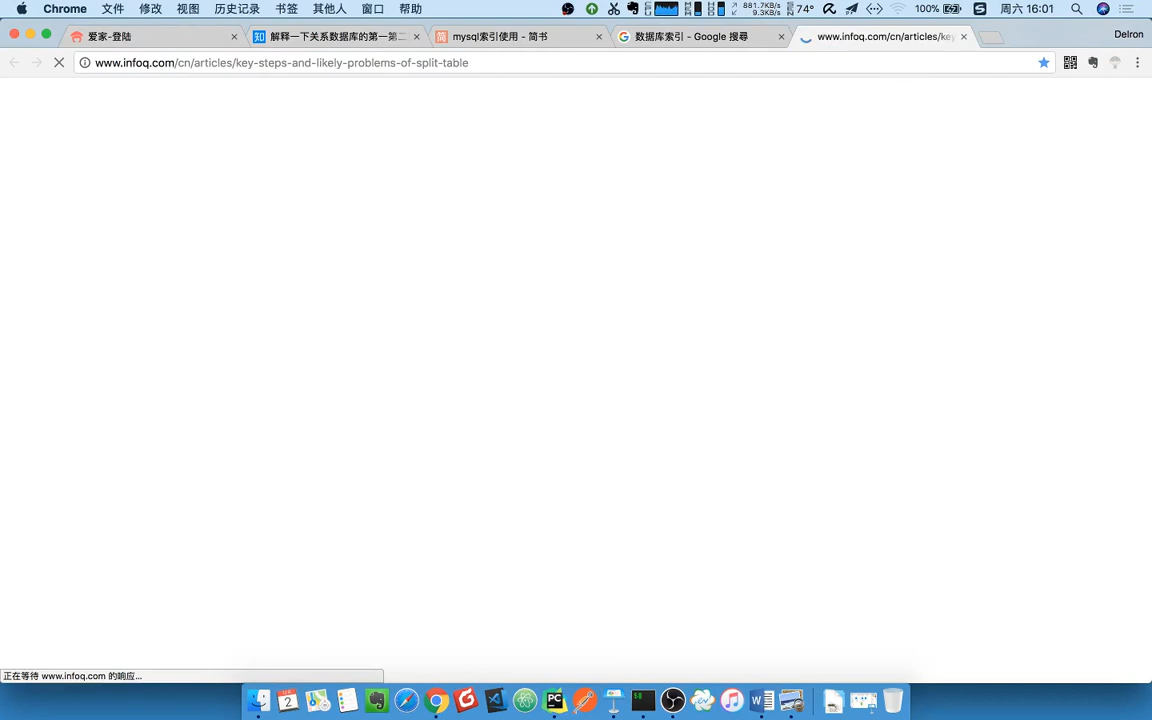 Chrome 文件 修改 视图 历史记录 书签 其他人 窗口 帮助 881.7KB/s 9.3KB/s 74° 100% 周六 16:01
爱家-登陆 解释一下关系数据库的第一第二 mysql索引使用 - 简书 数据库索引 - Google 搜尋 www.infoq.com/cn/articles/key Delron
www.infoq.com/cn/articles/key-steps-and-likely-problems-of-split-table
正在等待 www.infoq.com 的响应...